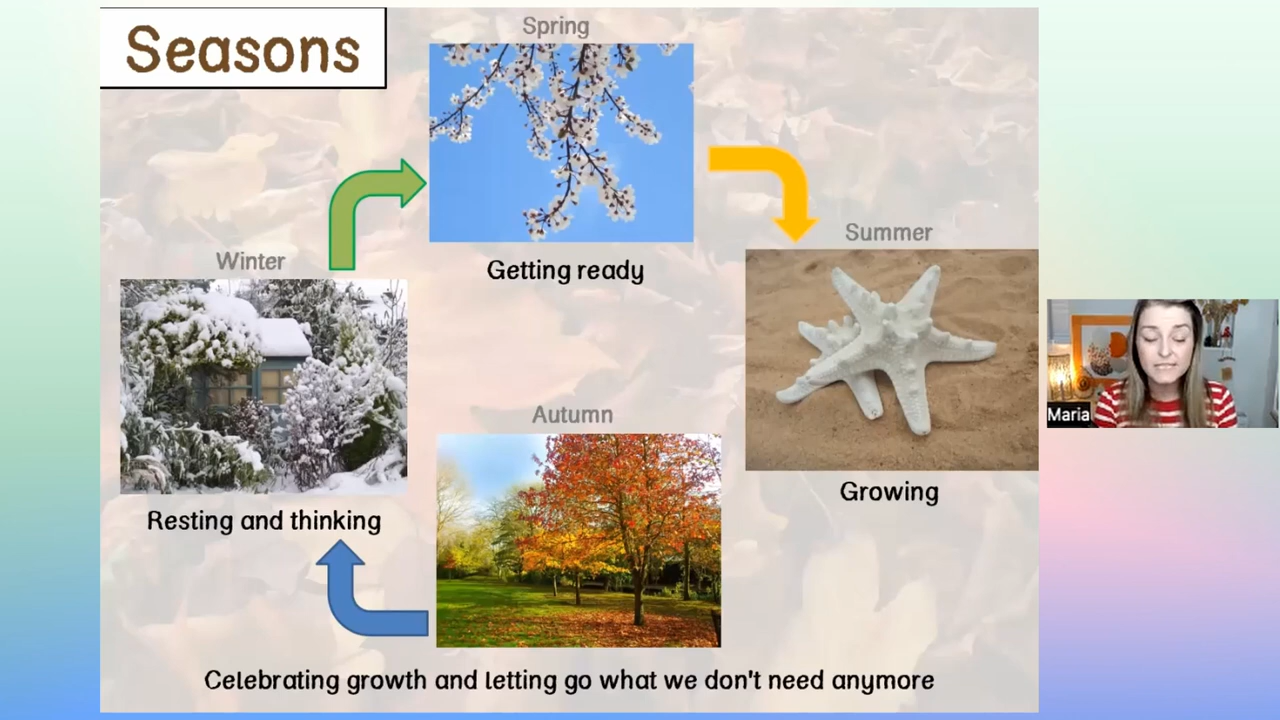 Seasons
Spring
Getting ready
Summer
Growing
Winter
Resting and thinking
Autumn
Celebrating growth and letting go what we don't need anymore
Maria